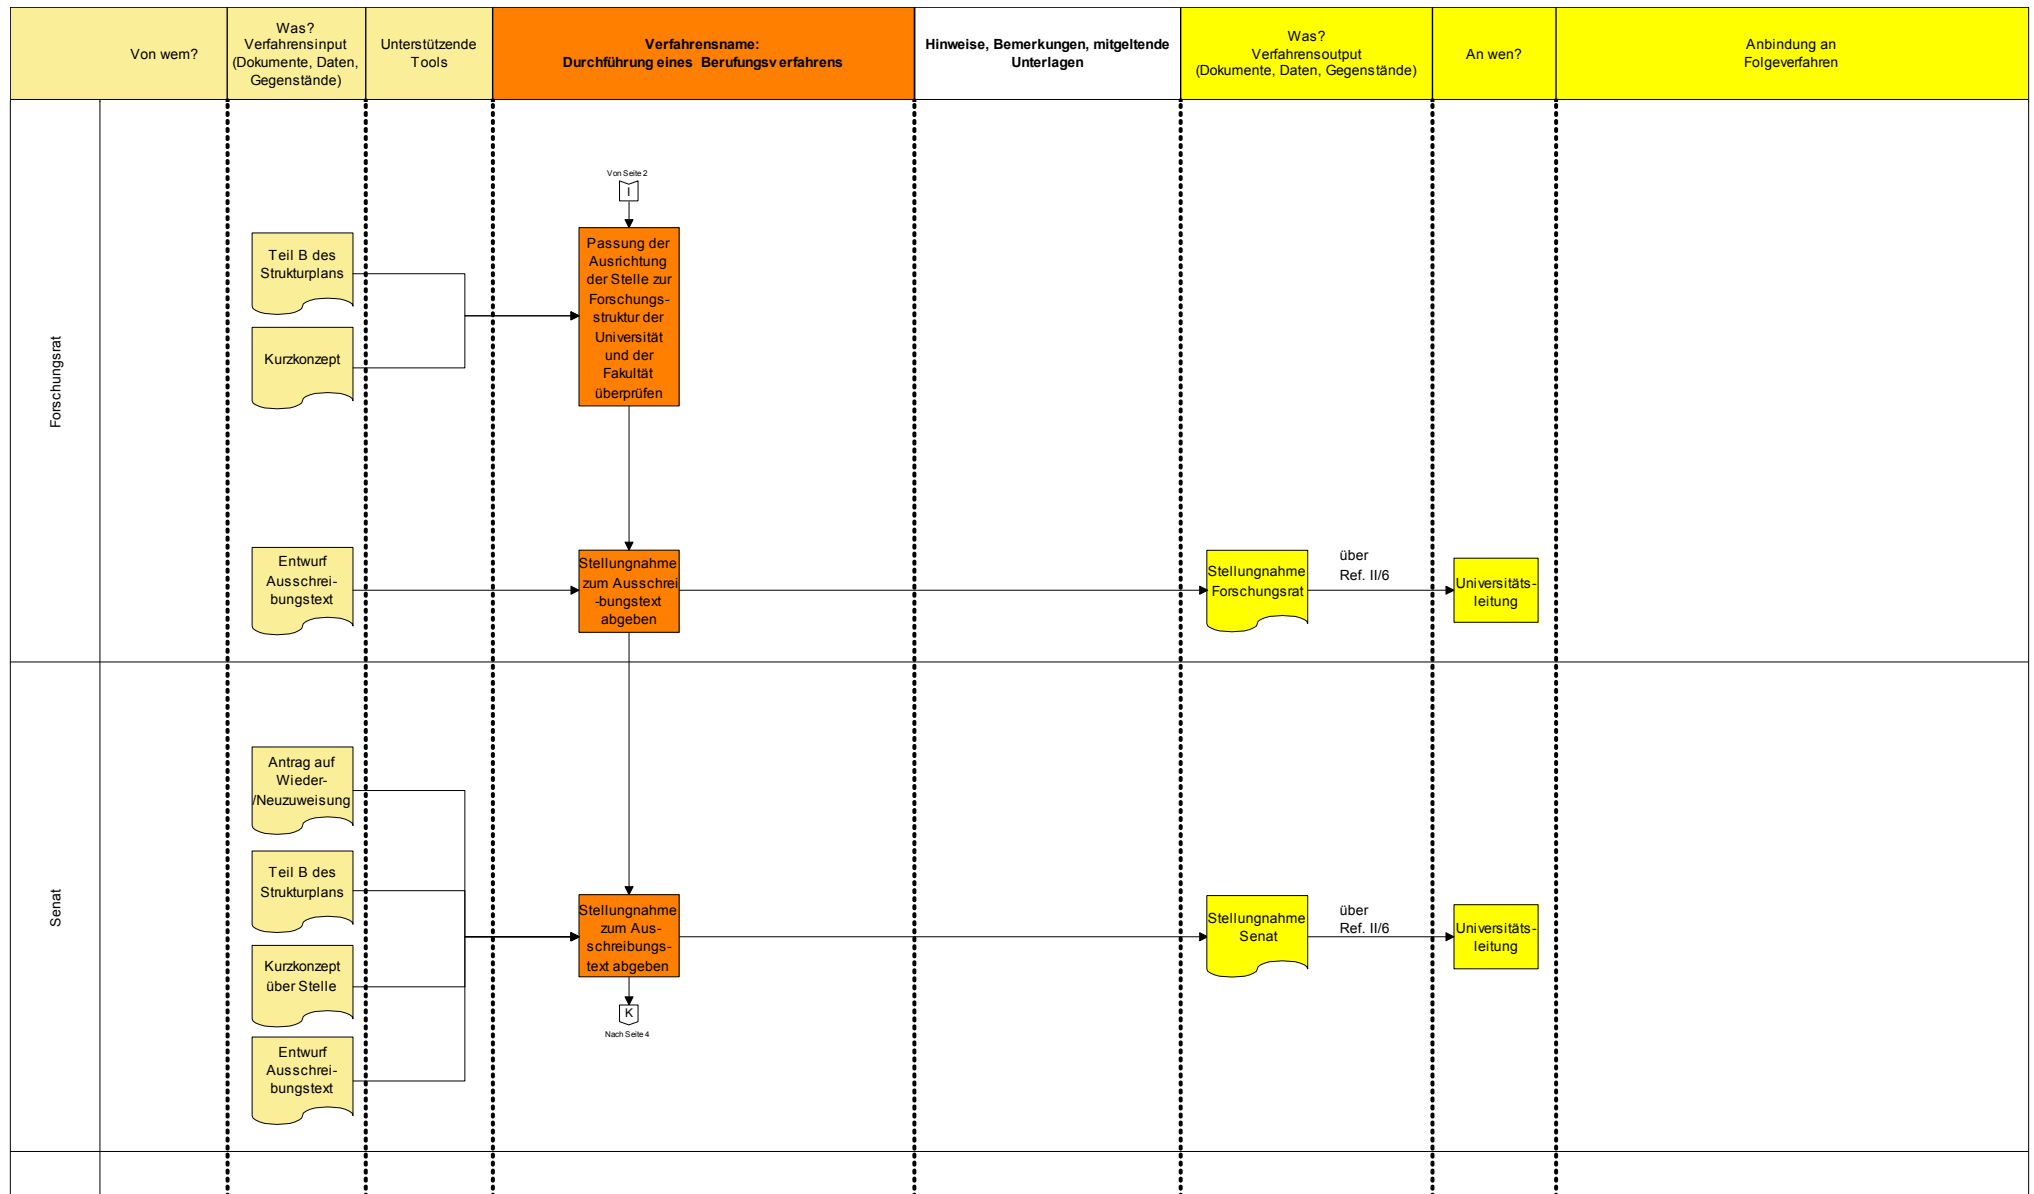 Von wem?
Was?
Verfahrensinput
(Dokumente, Daten,
Gegenstände)
Unterstützende
Tools
Verfahrensname:
Durchführung eines Berufungsverfahrens
Hinweise, Bemerkungen, mitgeltende
Unterlagen
Was?
Verfahrensoutput
(Dokumente, Daten, Gegenstände)
An wen?
Anbindung an
Folgeverfahren
Forschungsrat
Von Seite 2
I
Teil B des
Strukturplans
Kurzkonzept
Passung der
Ausrichtung
der Stelle zur
Forschungs-
struktur der
Universität
und der
Fakultät
überprüfen
Entwurf
Ausschrei-
bungstext
Stellungnahme
zum Ausschrei
-bungstext
abgeben
Stellungnahme
Forschungsrat
über
Ref. II/6
Universitäts-
leitung
Senat
Antrag auf
Wieder-
/Neuzuweisung
Teil B des
Strukturplans
Kurzkonzept
über Stelle
Entwurf
Ausschrei-
bungstext
Stellungnahme
zum Aus-
schreibungs-
text abgeben
K
Nach Seite 4
Stellungnahme
Senat
über
Ref. II/6
Universitäts-
leitung